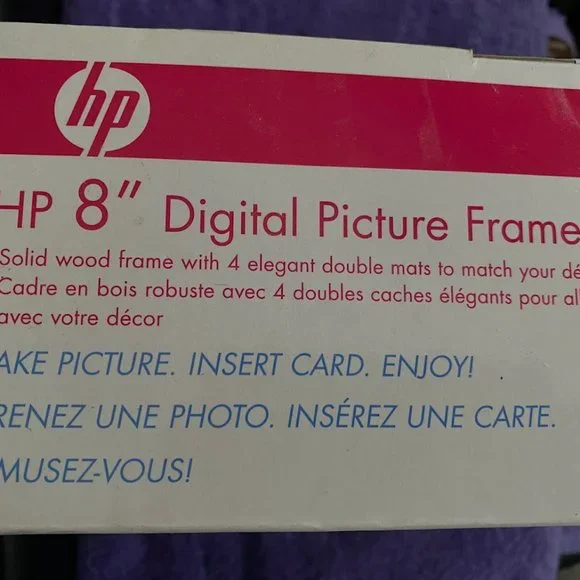 hp
HP 8" Digital Picture Frame
Solid wood frame with 4 elegant double mats to match your dé
Cadre en bois robuste avec 4 doubles caches élégants pour al
avec votre décor
AKE PICTURE. INSERT CARD. ENJOY!
RENEZ UNE PHOTO. INSÉREZ UNE CARTE.
MUSEZ-VOUS!